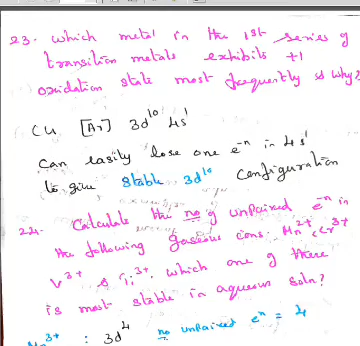 23. which metal in the 1st series of
transition metals exhibits +1
oxidation state most frequently & why?
Cu [Ar] 3d¹⁰ 4s¹
can easily lose one e⁻n in 4s¹
to give stable 3d¹⁰ configuration
24. Calculate the no of unpaired e⁻n in
the following gaseous ions: Mn³⁺, Cr³⁺
V³⁺ & Ti³⁺. which one of these
is most stable in aqueous soln?
3+ : 3d⁴ no unpaired eⁿ = 4